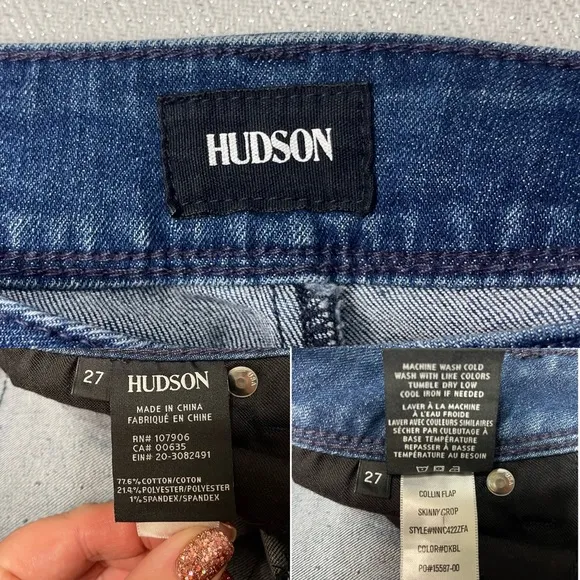 HUDSON
27
HUDSON
MADE IN CHINA
FABRIQUÉ EN CHINE
RN# 107906
CA# 00635
EIN# 20-3082491
77.6% COTTON/COTON
21.4% POLYESTER/POLYESTER
1% SPANDEX/SPANDEX
MACHINE WASH COLD
WASH WITH LIKE COLORS
TUMBLE DRY LOW
COOL IRON IF NEEDED
LAVER À LA MACHINE
À L'EAU FROIDE
LAVER AVEC COULEURS SIMILAIRES
SÉCHER PAR CULBUTAGE À
BASE TEMPÉRATURE
REPASSER À BASSE
TEMPÉRATURE AU BESOIN
27
COLLIN FLAP
SKINNY CROP
STYLE#NWC422ZFA
COLOR#DKBL
PO#15587-00